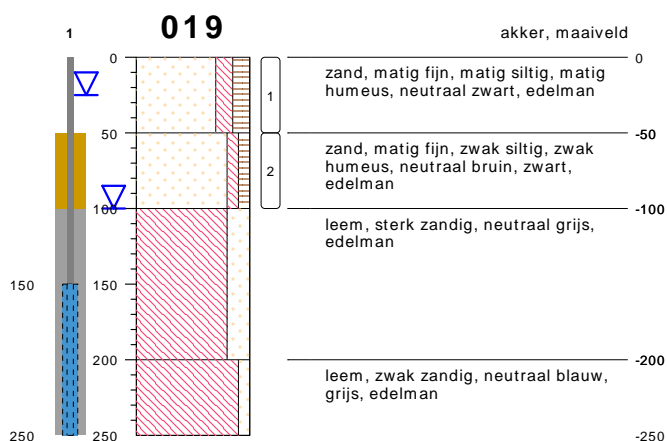 1
019
akker, maaiveld
0
0
zand, matig fijn, matig siltig, matig
humeus, neutraal zwart, edelman
1
50
-50
zand, matig fijn, zwak siltig, zwak
humeus, neutraal bruin, zwart,
edelman
2
100
-100
leem, sterk zandig, neutraal grijs,
edelman
150
150
200
-200
leem, zwak zandig, neutraal blauw,
grijs, edelman
250
250
-250